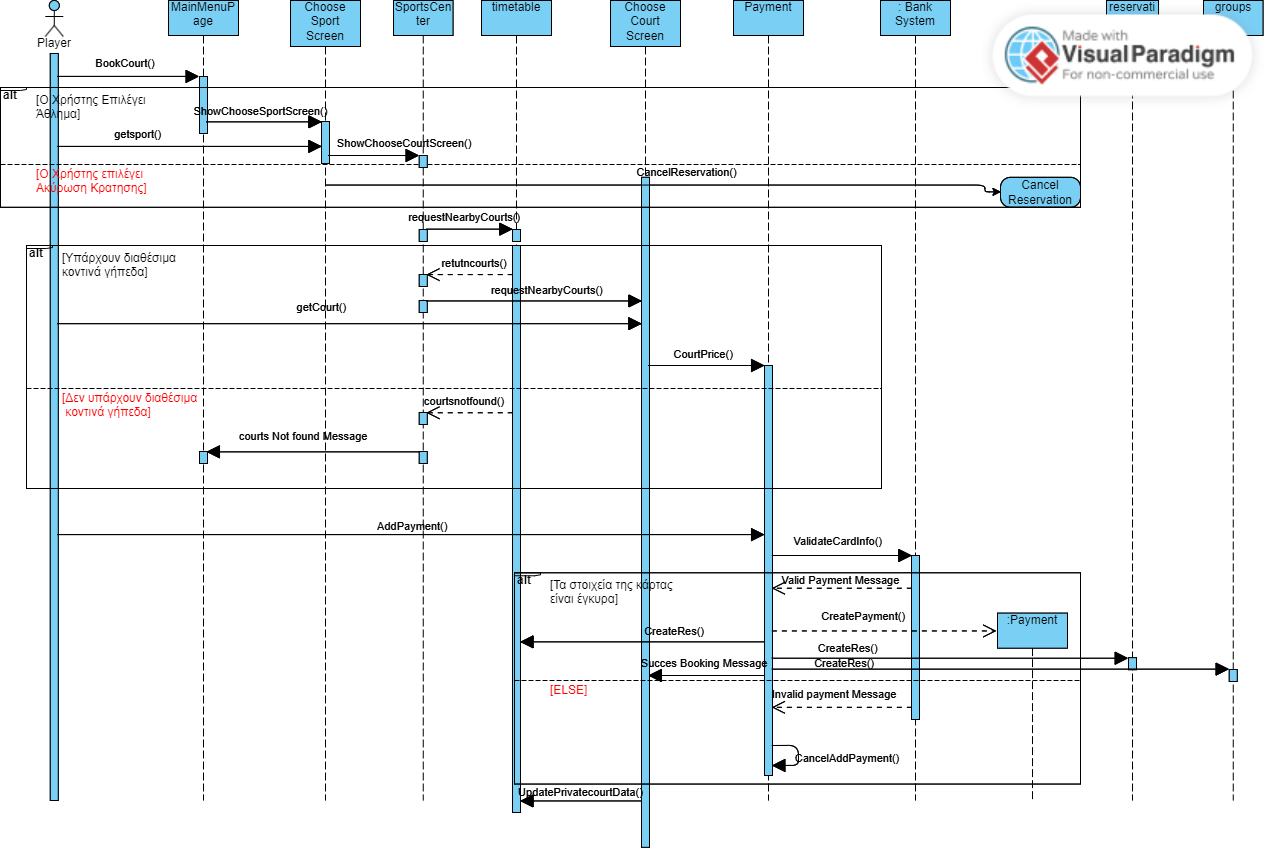 MainMenuP
age
Choose
Sport
Screen
SportsCen
ter
timetable
Choose
Court
Screen
Payment
: Bank
System
reservati
groups
Player
Made with
Visual Paradigm
For non-commercial use
BookCourt()
alt
[Ο Χρήστης Επιλέγει
Άθλημα]
ShowChooseSportScreen()
getsport()
ShowChooseCourtScreen()
[Ο Χρήστης επιλέγει
Ακύρωση Κρατησης]
CancelReservation()
Cancel
Reservation
requestNearbyCourts()
alt
[Υπάρχουν διαθέσιμα
κοντινά γήπεδα]
retutncourts()
requestNearbyCourts()
getCourt()
CourtPrice()
[Δεν υπάρχουν διαθέσιμα
κοντινά γήπεδα]
courtsnotfound()
courts Not found Message
AddPayment()
ValidateCardInfo()
alt
[Τα στοιχεία της κάρτας
είναι έγκυρα]
Valid Payment Message
CreatePayment()
:Payment
CreateRes()
CreateRes()
Succes Booking Message
CreateRes()
[ELSE]
Invalid payment Message
CancelAddPayment()
UpdatePrivatecourtData()